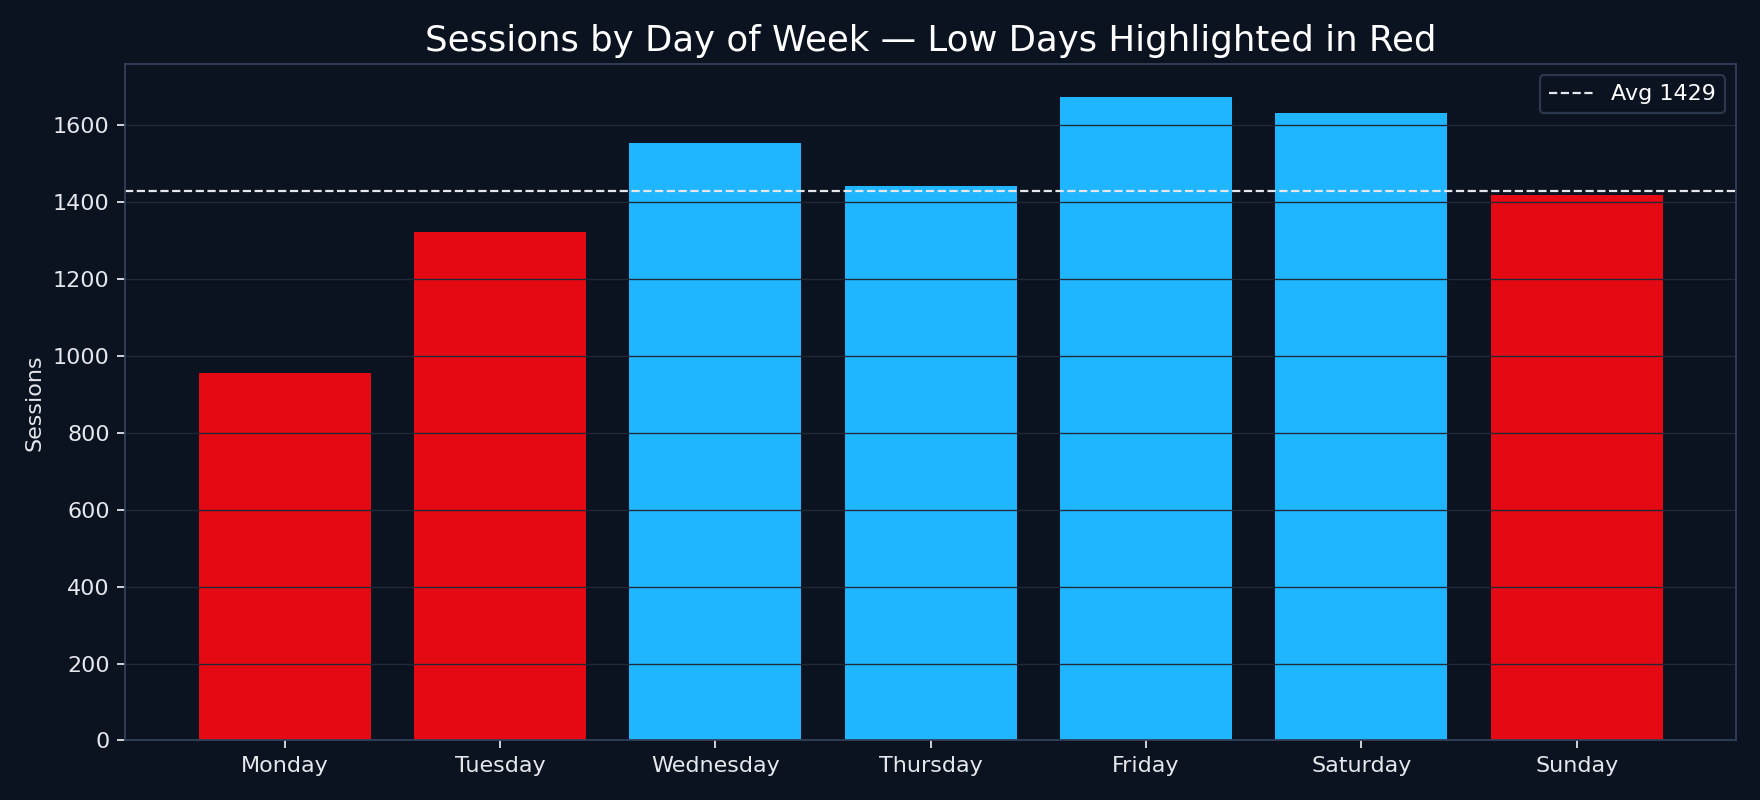 Sessions by Day of Week — Low Days Highlighted in Red
Avg 1429
Sessions
1600
1400
1200
1000
800
600
400
200
0
Monday Tuesday Wednesday Thursday Friday Saturday Sunday